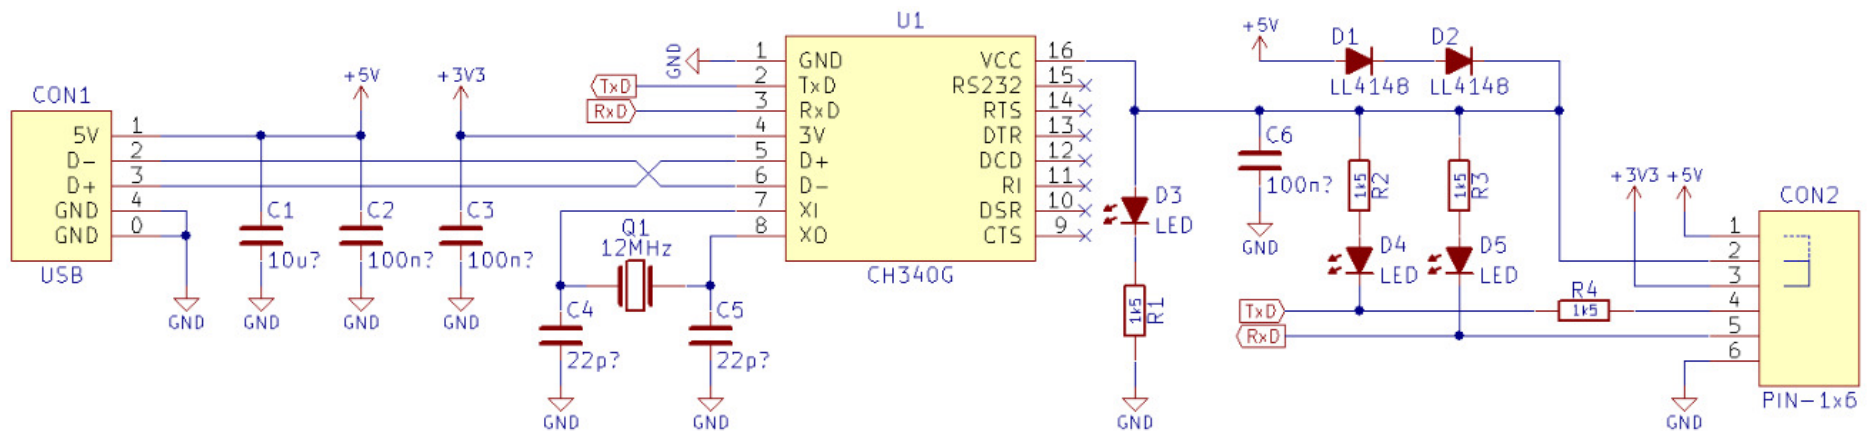 CON1
5V 1
D- 2
D+ 3
GND 4
GND 0
USB
GND
+5V
+3V3
C1
10u?
GND
C2
100n?
GND
C3
100n?
GND
Q1
12MHz
C4
22p?
GND
C5
22p?
GND
GND
TxD
RxD
U1
1 GND VCC 16
2 TxD RS232 15
3 RxD RTS 14
4 3V DTR 13
5 D+ DCD 12
6 D- RI 11
7 XI DSR 10
8 XO CTS 9
CH340G
D3
LED
1k5 R1
GND
+5V
D1
LL4148
D2
LL4148
C6
100n?
GND
1k5 R2
1k5 R3
D4
LED
D5
LED
TxD
RxD
R4
1k5
+3V3 +5V
CON2
1
2
3
4
5
6
PIN-1x6
GND